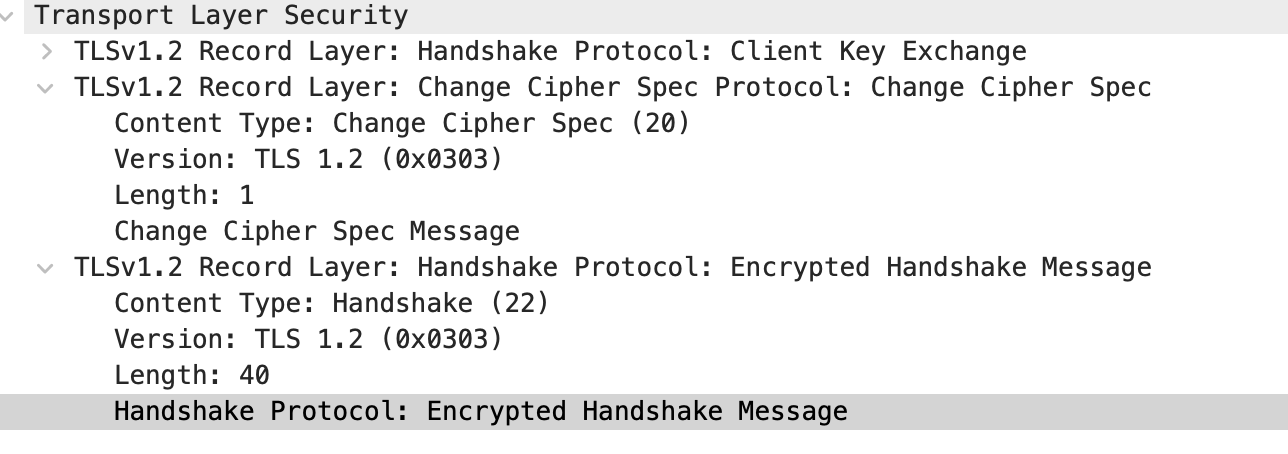 Transport Layer Security
TLSv1.2 Record Layer: Handshake Protocol: Client Key Exchange
TLSv1.2 Record Layer: Change Cipher Spec Protocol: Change Cipher Spec
Content Type: Change Cipher Spec (20)
Version: TLS 1.2 (0x0303)
Length: 1
Change Cipher Spec Message
TLSv1.2 Record Layer: Handshake Protocol: Encrypted Handshake Message
Content Type: Handshake (22)
Version: TLS 1.2 (0x0303)
Length: 40
Handshake Protocol: Encrypted Handshake Message